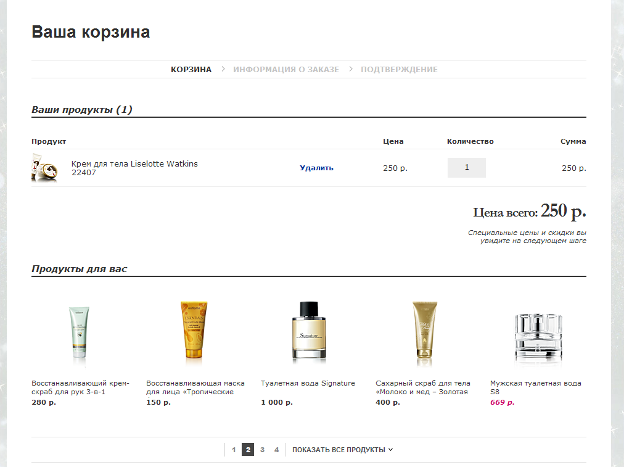 Ваша корзина
КОРЗИНА > ИНФОРМАЦИЯ О ЗАКАЗЕ > ПОДТВЕРЖДЕНИЕ
Ваши продукты (1)
Продукт Цена Количество Сумма
Крем для тела Liselotte Watkins
22407
Удалить 250 р. 1 250 р.
Цена всего: 250 р.
Специальные цены и скидки вы
увидите на следующем шаге
Продукты для вас
Signature
Восстанавливающий крем-
скраб для рук 3-в-1
280 р.
Восстанавливающая маска
для лица «Тропические
150 р.
Туалетная вода Signature
1 000 р.
Сахарный скраб для тела
«Молоко и мед – Золотая
400 р.
Мужская туалетная вода
S8
669 р.
1 2 3 4 ПОКАЗАТЬ ВСЕ ПРОДУКТЫ